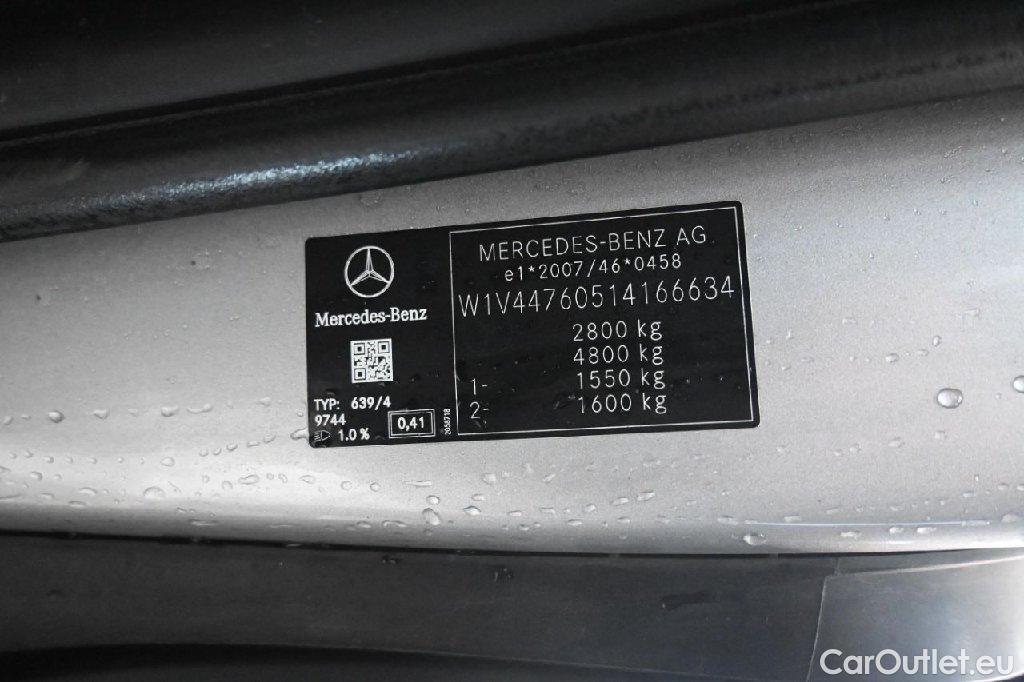 Mercedes-Benz
TYP: 639/4
9744
1.0 %
0,41
MERCEDES-BENZ AG
e1*2007/46*0458
W1V44760514166634
2800 kg
4800 kg
1- 1550 kg
2- 1600 kg
CarOutlet.eu